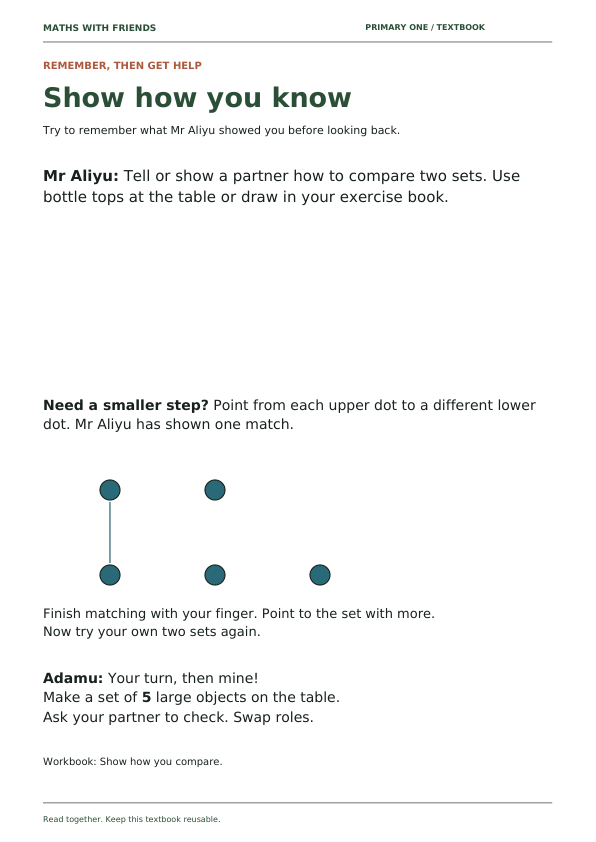 MATHS WITH FRIENDS
PRIMARY ONE / TEXTBOOK
REMEMBER, THEN GET HELP
Show how you know
Try to remember what Mr Aliyu showed you before looking back.
Mr Aliyu: Tell or show a partner how to compare two sets. Use
bottle tops at the table or draw in your exercise book.
Need a smaller step? Point from each upper dot to a different lower
dot. Mr Aliyu has shown one match.
Finish matching with your finger. Point to the set with more.
Now try your own two sets again.
Adamu: Your turn, then mine!
Make a set of 5 large objects on the table.
Ask your partner to check. Swap roles.
Workbook: Show how you compare.
Read together. Keep this textbook reusable.